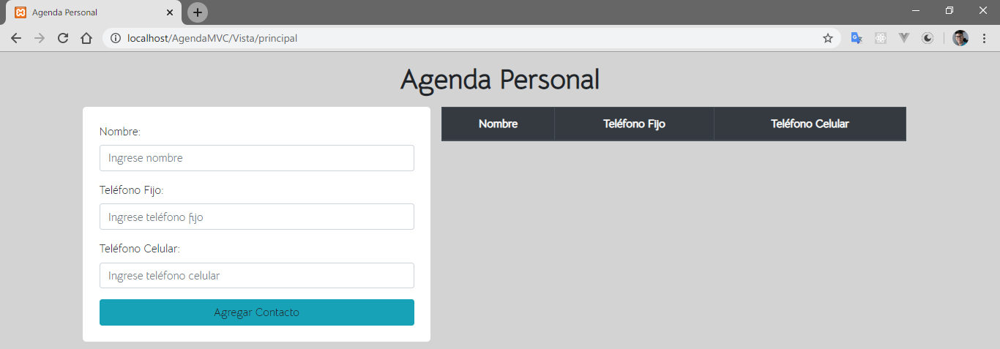 Agenda Personal
localhost/AgendaMVC/Vista/principal
Agenda Personal
Nombre:
Ingrese nombre
Teléfono Fijo:
Ingrese teléfono fijo
Teléfono Celular:
Ingrese teléfono celular
Agregar Contacto
Nombre Teléfono Fijo Teléfono Celular